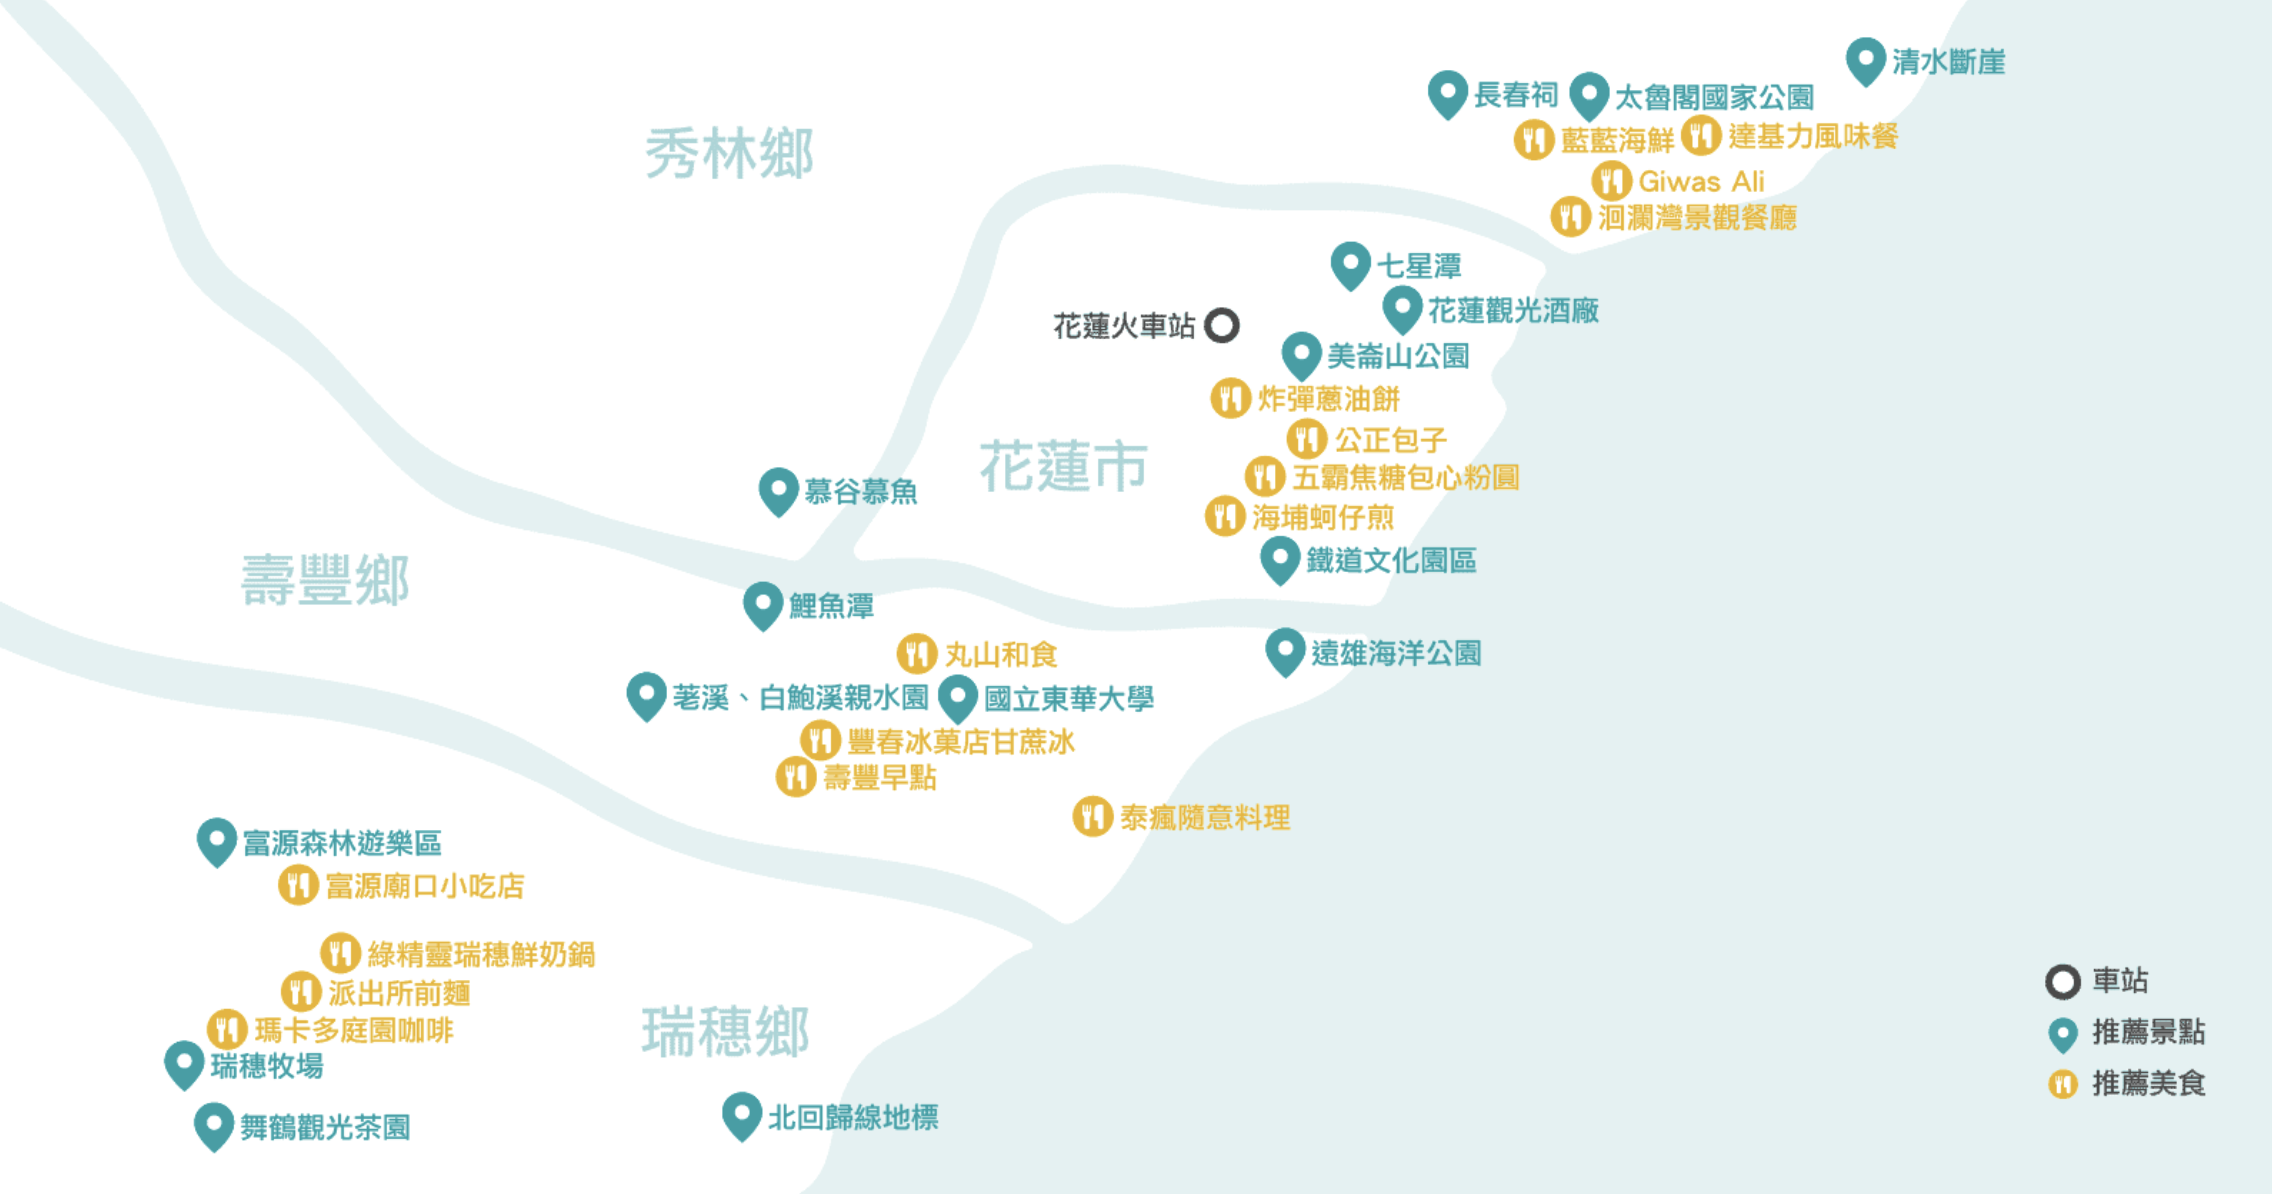 清水斷崖
長春祠
太魯閣國家公園
藍藍海鮮
達基力風味餐
Giwas Ali
洄瀾灣景觀餐廳
秀林鄉
七星潭
花蓮觀光酒廠
花蓮火車站
美崙山公園
炸彈蔥油餅
公正包子
花蓮市
五霸焦糖包心粉圓
慕谷慕魚
海埔蚵仔煎
鐵道文化園區
壽豐鄉
鯉魚潭
丸山和食
遠雄海洋公園
荖溪、白鮑溪親水園
國立東華大學
豐春冰菓店甘蔗冰
壽豐早點
泰瘋隨意料理
富源森林遊樂區
富源廟口小吃店
綠精靈瑞穗鮮奶鍋
派出所前麵
瑪卡多庭園咖啡
瑞穗鄉
瑞穗牧場
北回歸線地標
舞鶴觀光茶園
車站
推薦景點
推薦美食